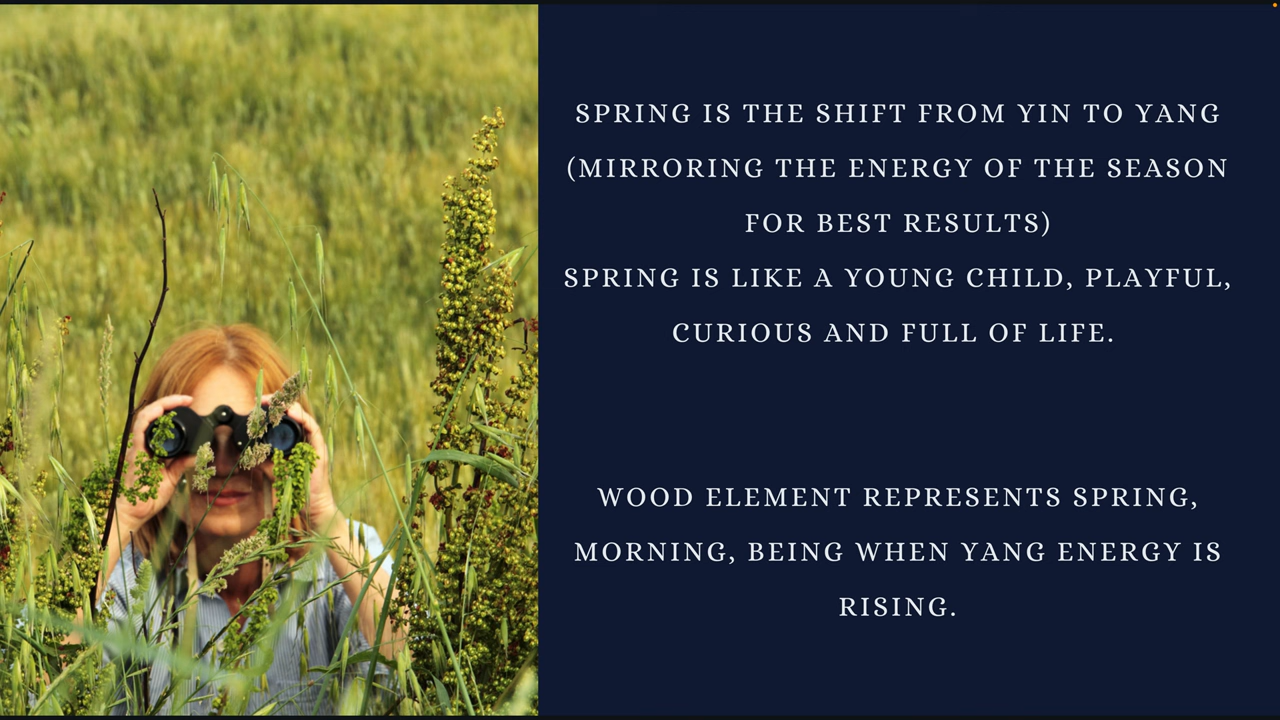 SPRING IS THE SHIFT FROM YIN TO YANG
(MIRRORING THE ENERGY OF THE SEASON
FOR BEST RESULTS)
SPRING IS LIKE A YOUNG CHILD, PLAYFUL,
CURIOUS AND FULL OF LIFE.
WOOD ELEMENT REPRESENTS SPRING,
MORNING, BEING WHEN YANG ENERGY IS
RISING.